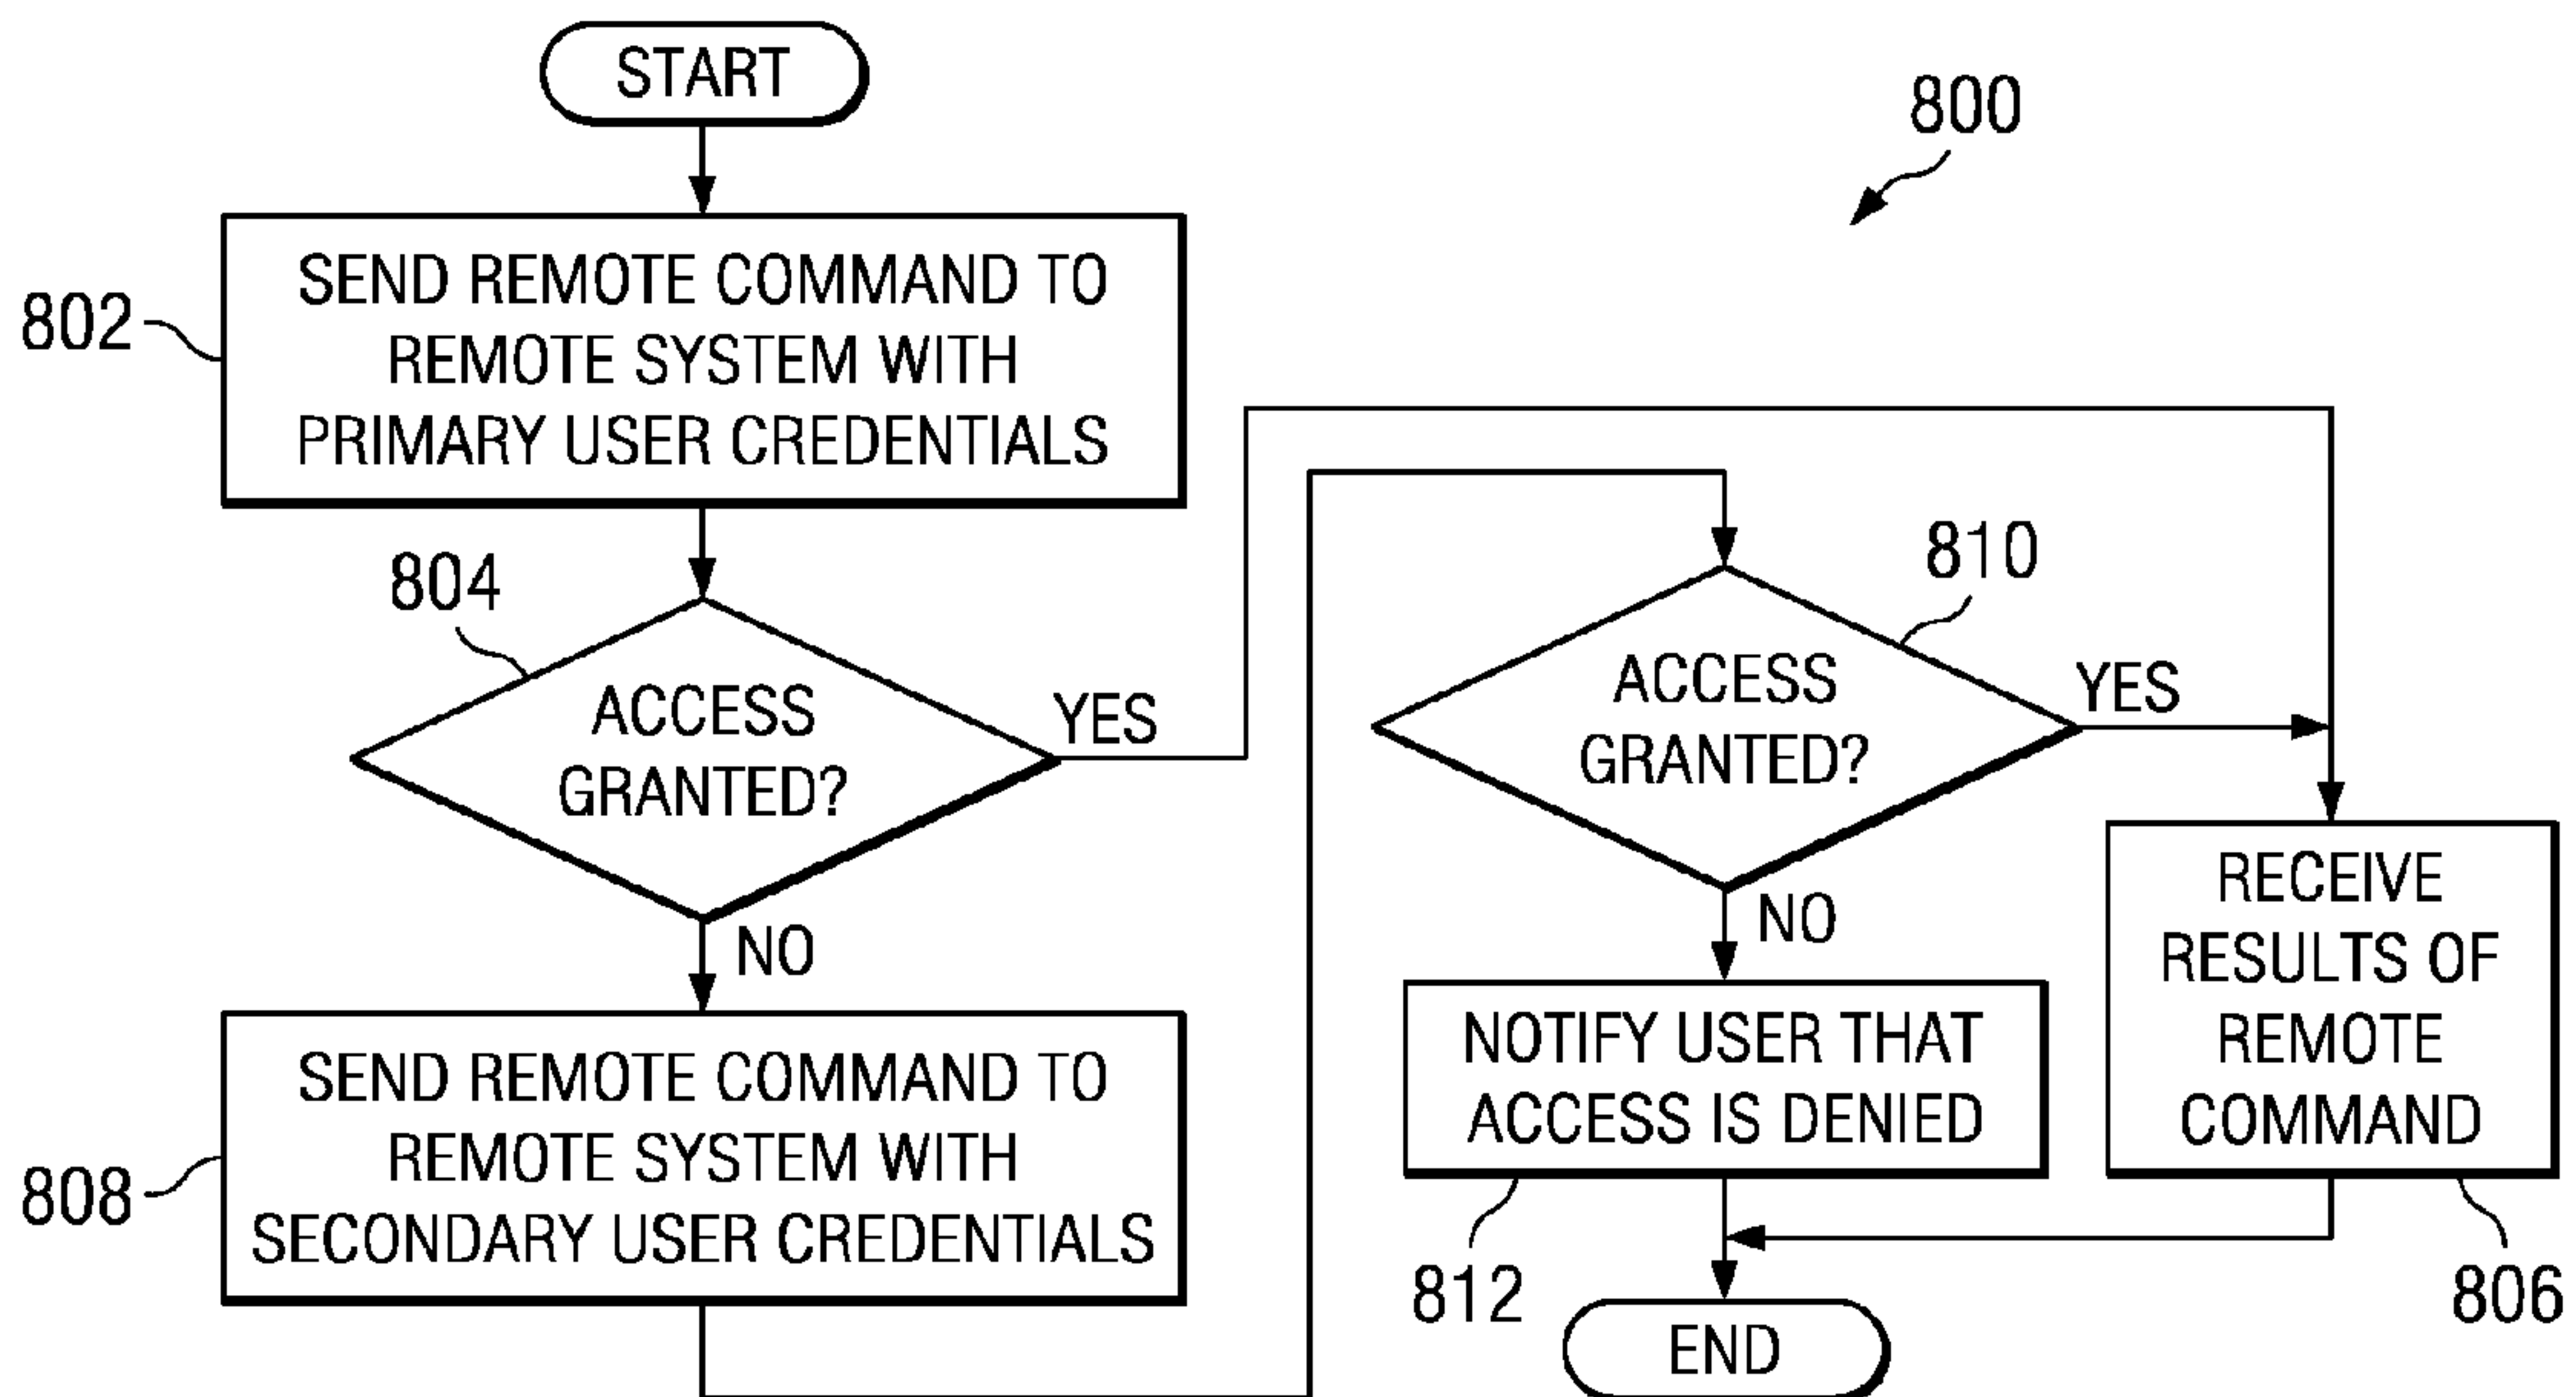 START
800
802
SEND REMOTE COMMAND TO
REMOTE SYSTEM WITH
PRIMARY USER CREDENTIALS
804
ACCESS
GRANTED?
YES
NO
808
SEND REMOTE COMMAND TO
REMOTE SYSTEM WITH
SECONDARY USER CREDENTIALS
810
ACCESS
GRANTED?
YES
NO
NOTIFY USER THAT
ACCESS IS DENIED
812
RECEIVE
RESULTS OF
REMOTE
COMMAND
806
END